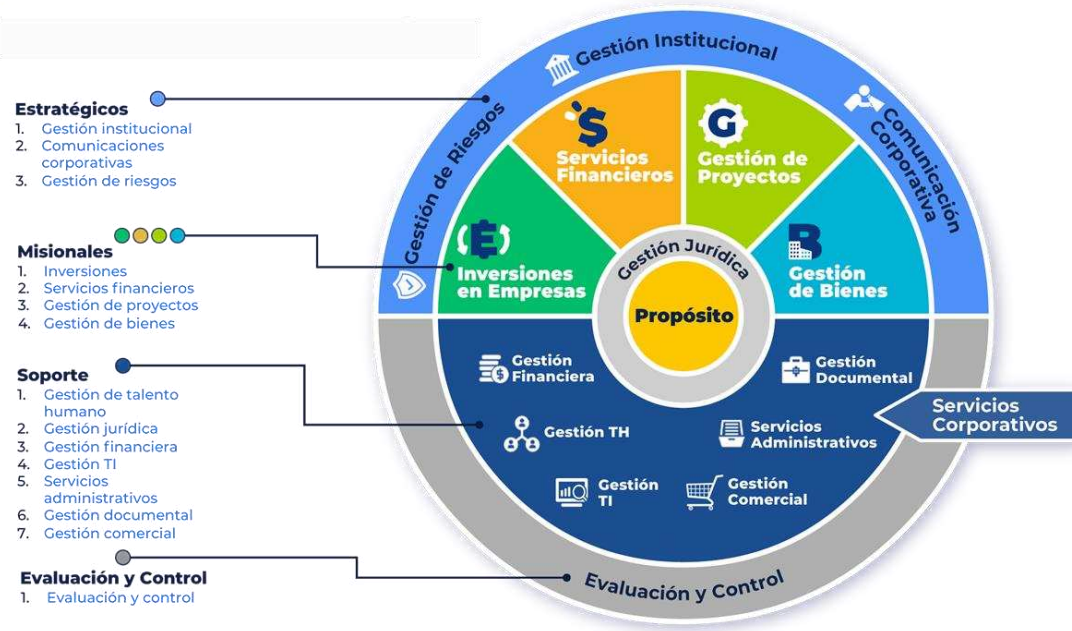 Estratégicos
1. Gestión institucional
2. Comunicaciones
corporativas
3. Gestión de riesgos
Misionales
1. Inversiones
2. Servicios financieros
3. Gestión de proyectos
4. Gestión de bienes
Soporte
1. Gestión de talento
humano
2. Gestión jurídica
3. Gestión financiera
4. Gestión TI
5. Servicios
administrativos
6. Gestión documental
7. Gestión comercial
Evaluación y Control
1. Evaluación y control
Gestión de Riesgos
Gestión Institucional
Comunicación
Corporativa
E
Inversiones
en Empresas
S
Servicios
Financieros
G
Gestión de
Proyectos
B
Gestión
de Bienes
Gestión Jurídica
Propósito
Gestión
Financiera
Gestión
Documental
Gestión TH
Servicios
Administrativos
Gestión
TI
Gestión
Comercial
Servicios
Corporativos
Evaluación y Control